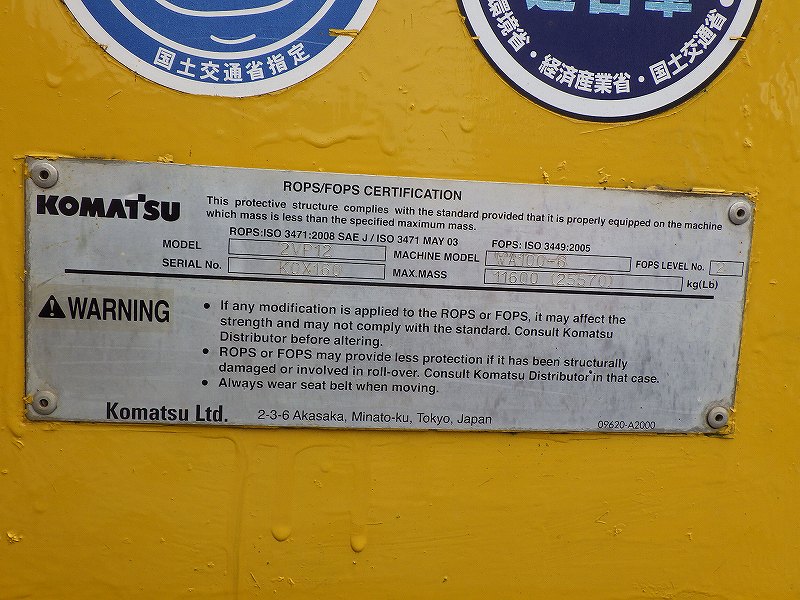 国土交通省指定
環境省・経済産業省・国土交通省・
ROPS/FOPS CERTIFICATION
KOMATSU
This protective structure complies with the standard provided that it is properly equipped on the machine
which mass is less than the specified maximum mass.
ROPS:ISO 3471:2008 SAE J / ISO 3471 MAY 03 FOPS: ISO 3449:2005
MODEL 2VP12 MACHINE MODEL WA100-6 FOPS LEVEL No. 2
SERIAL No. KGX160 MAX.MASS 11600 (25570) kg(Lb)
WARNING
• If any modification is applied to the ROPS or FOPS, it may affect the
strength and may not comply with the standard. Consult Komatsu
Distributor before altering.
• ROPS or FOPS may provide less protection if it has been structurally
damaged or involved in roll-over. Consult Komatsu Distributor in that case.
• Always wear seat belt when moving.
Komatsu Ltd. 2-3-6 Akasaka, Minato-ku, Tokyo, Japan
09620-A2000